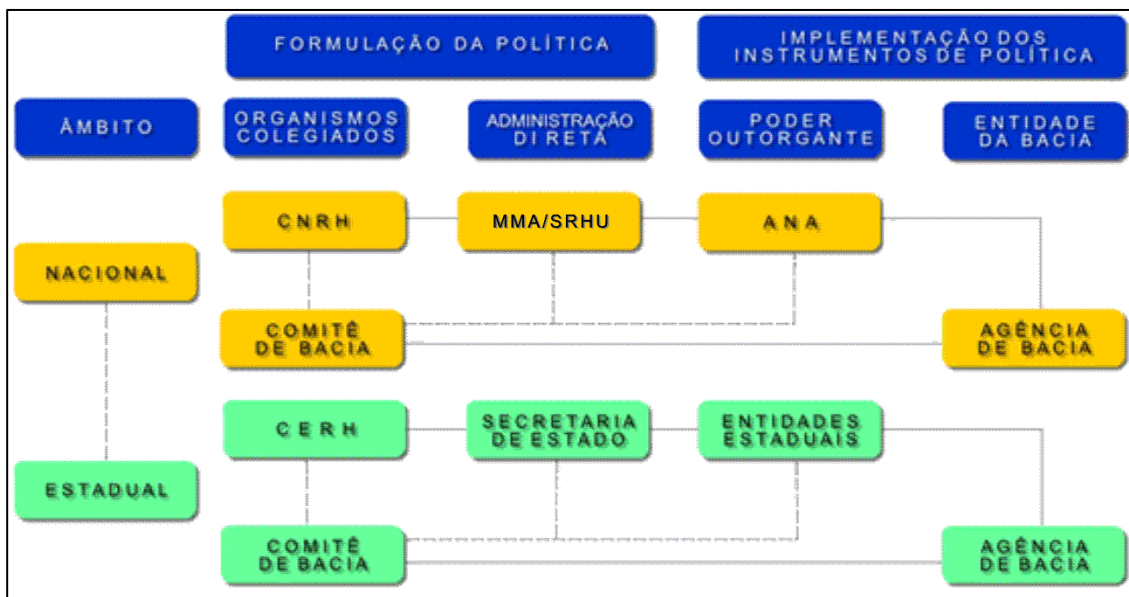 FORMULAÇÃO DA POLÍTICA
IMPLEMENTAÇÃO DOS
INSTRUMENTOS DE POLÍTICA
ÂMBITO
ORGANISMOS
COLEGIADOS
ADMINISTRAÇÃO
DIRETA
PODER
OUTORGANTE
ENTIDADE
DA BACIA
NACIONAL
CNRH
MMA/SRHU
ANA
COMITÊ
DE BACIA
AGÊNCIA
DE BACIA
ESTADUAL
CERH
SECRETARIA
DE ESTADO
ENTIDADES
ESTADUAIS
COMITÊ
DE BACIA
AGÊNCIA
DE BACIA